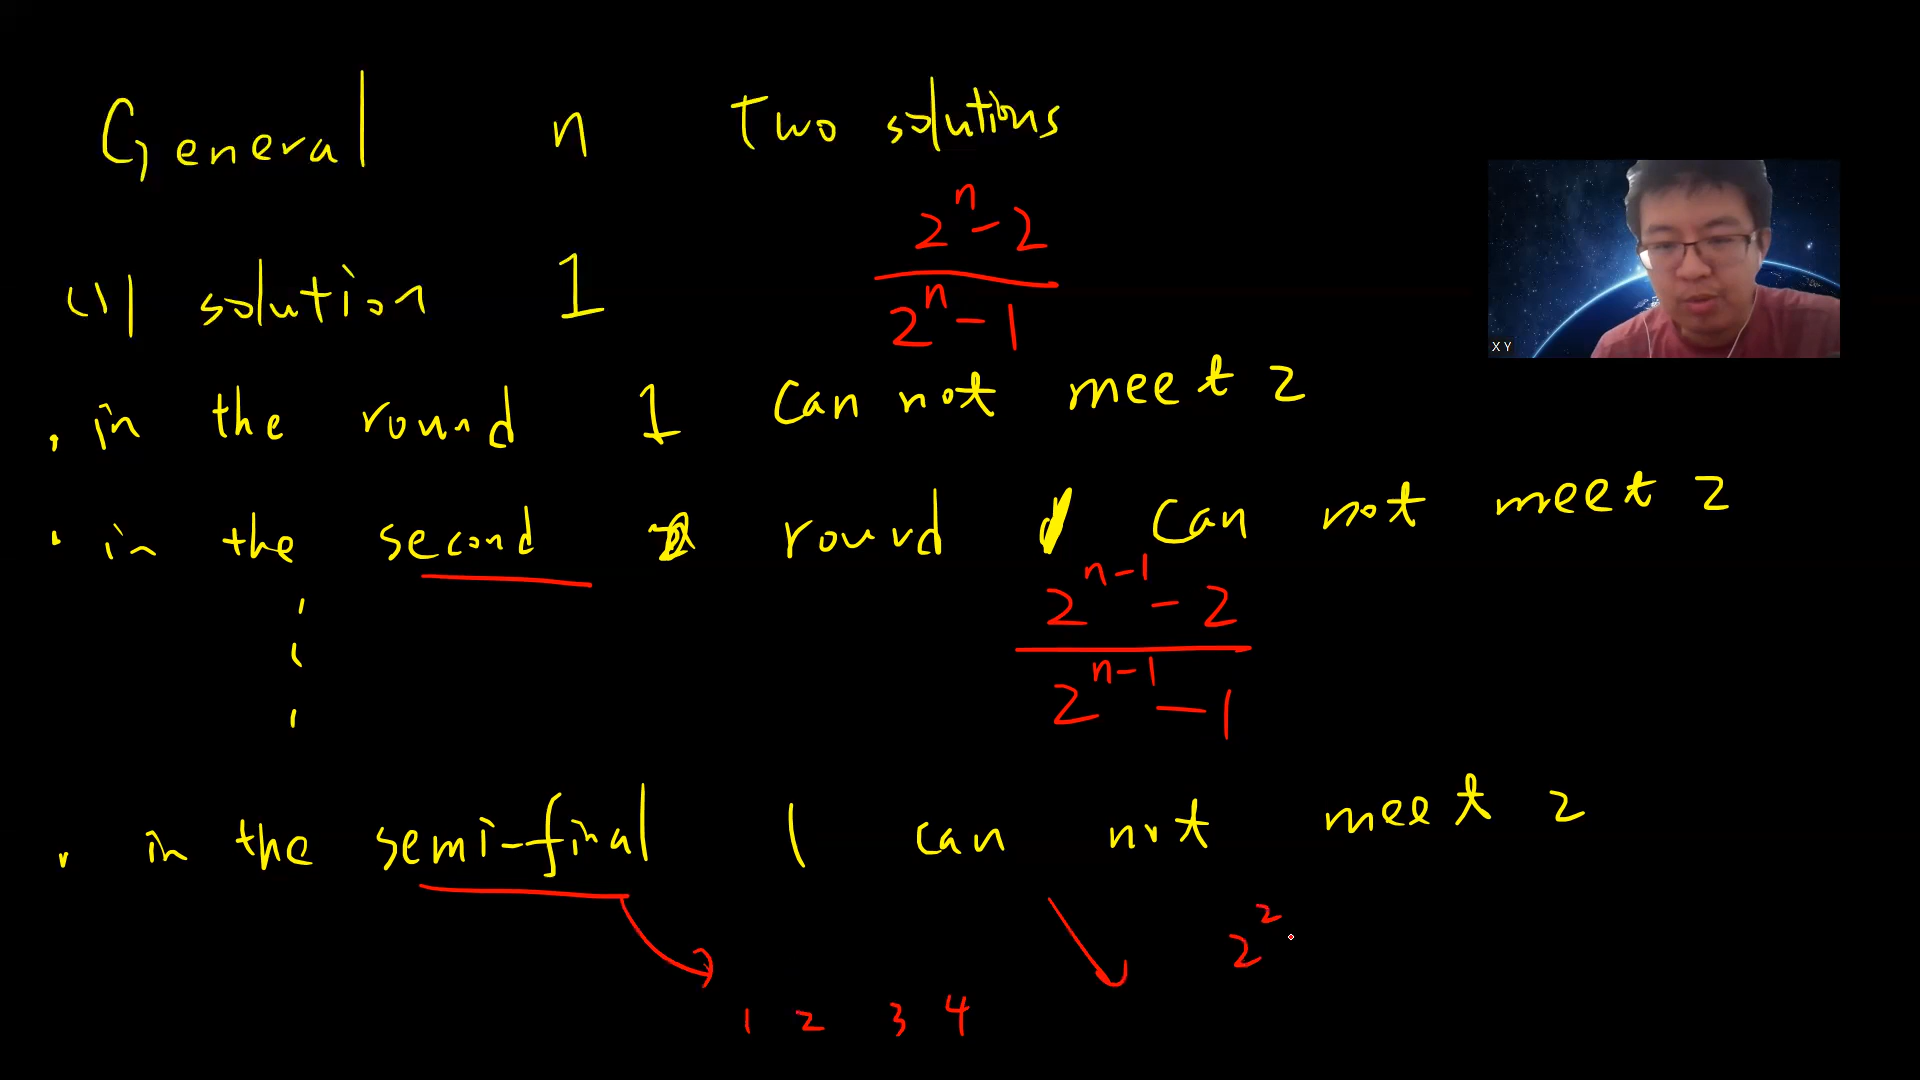 General n Two solutions
(1) solution 1 (2^n - 2)/(2^n - 1)
. in the round 1 can not meet 2
. in the second round 1 can not meet 2
(2^(n-1) - 2)/(2^(n-1) - 1)
. in the semi-final 1 can not meet 2
2^2
1 2 3 4
X Y